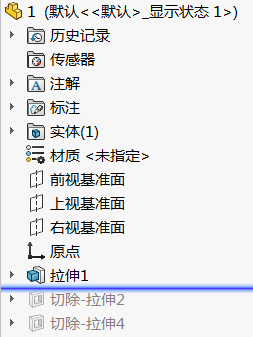 1 (默认<<默认>_显示状态 1>)
历史记录
传感器
注解
标注
实体(1)
材质 <未指定>
前视基准面
上视基准面
右视基准面
原点
拉伸1
切除-拉伸2
切除-拉伸4